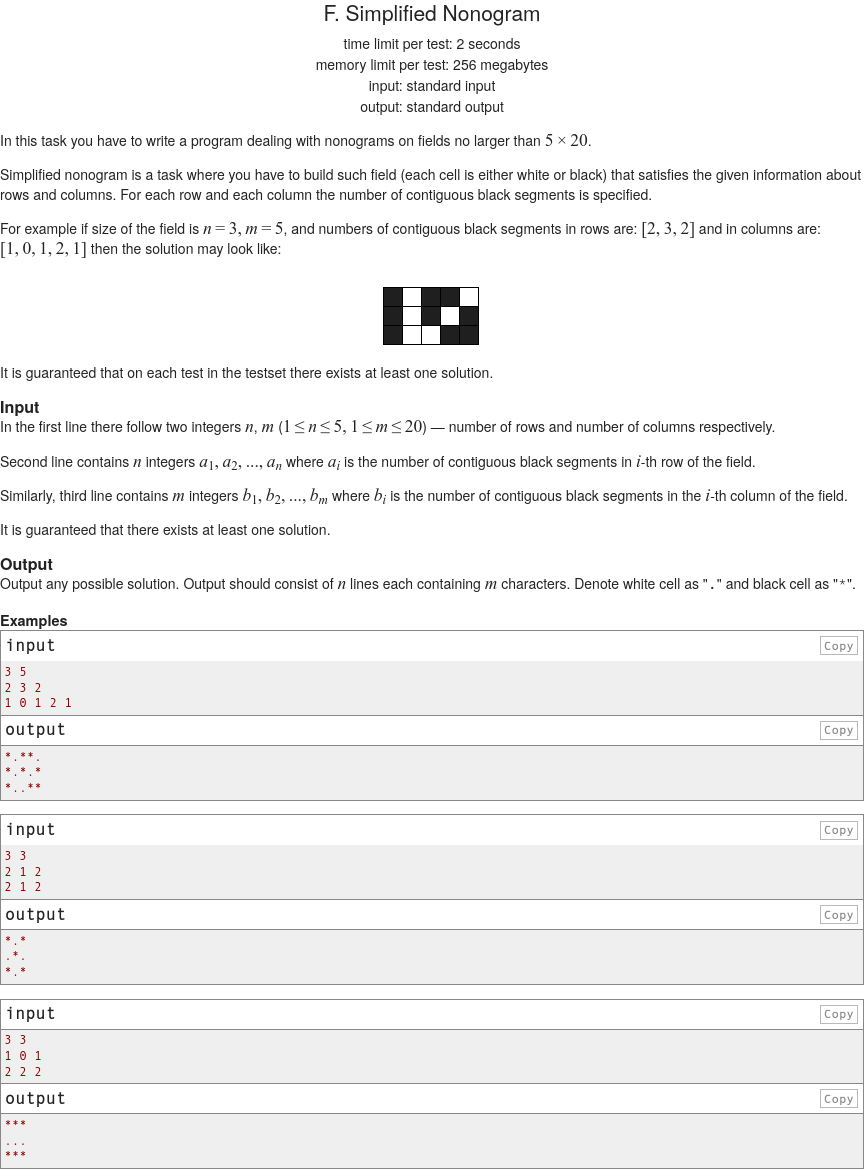 F. Simplified Nonogram
time limit per test: 2 seconds
memory limit per test: 256 megabytes
input: standard input
output: standard output
In this task you have to write a program dealing with nonograms on fields no larger than 5 × 20.
Simplified nonogram is a task where you have to build such field (each cell is either white or black) that satisfies the given information about
rows and columns. For each row and each column the number of contiguous black segments is specified.
For example if size of the field is n = 3, m = 5, and numbers of contiguous black segments in rows are: [2, 3, 2] and in columns are:
[1, 0, 1, 2, 1] then the solution may look like:
It is guaranteed that on each test in the testset there exists at least one solution.
Input
In the first line there follow two integers n, m (1 ≤ n ≤ 5, 1 ≤ m ≤ 20) — number of rows and number of columns respectively.
Second line contains n integers a1, a2, ..., an where ai is the number of contiguous black segments in i-th row of the field.
Similarly, third line contains m integers b1, b2, ..., bm where bi is the number of contiguous black segments in the i-th column of the field.
It is guaranteed that there exists at least one solution.
Output
Output any possible solution. Output should consist of n lines each containing m characters. Denote white cell as "." and black cell as "*".
Examples
input Copy
3 5
2 3 2
1 0 1 2 1
output Copy
*.**.
*.*.*
*..**
input Copy
3 3
2 1 2
2 1 2
output Copy
*.*
.*.
*.*
input Copy
3 3
1 0 1
2 2 2
output Copy
***
...
***